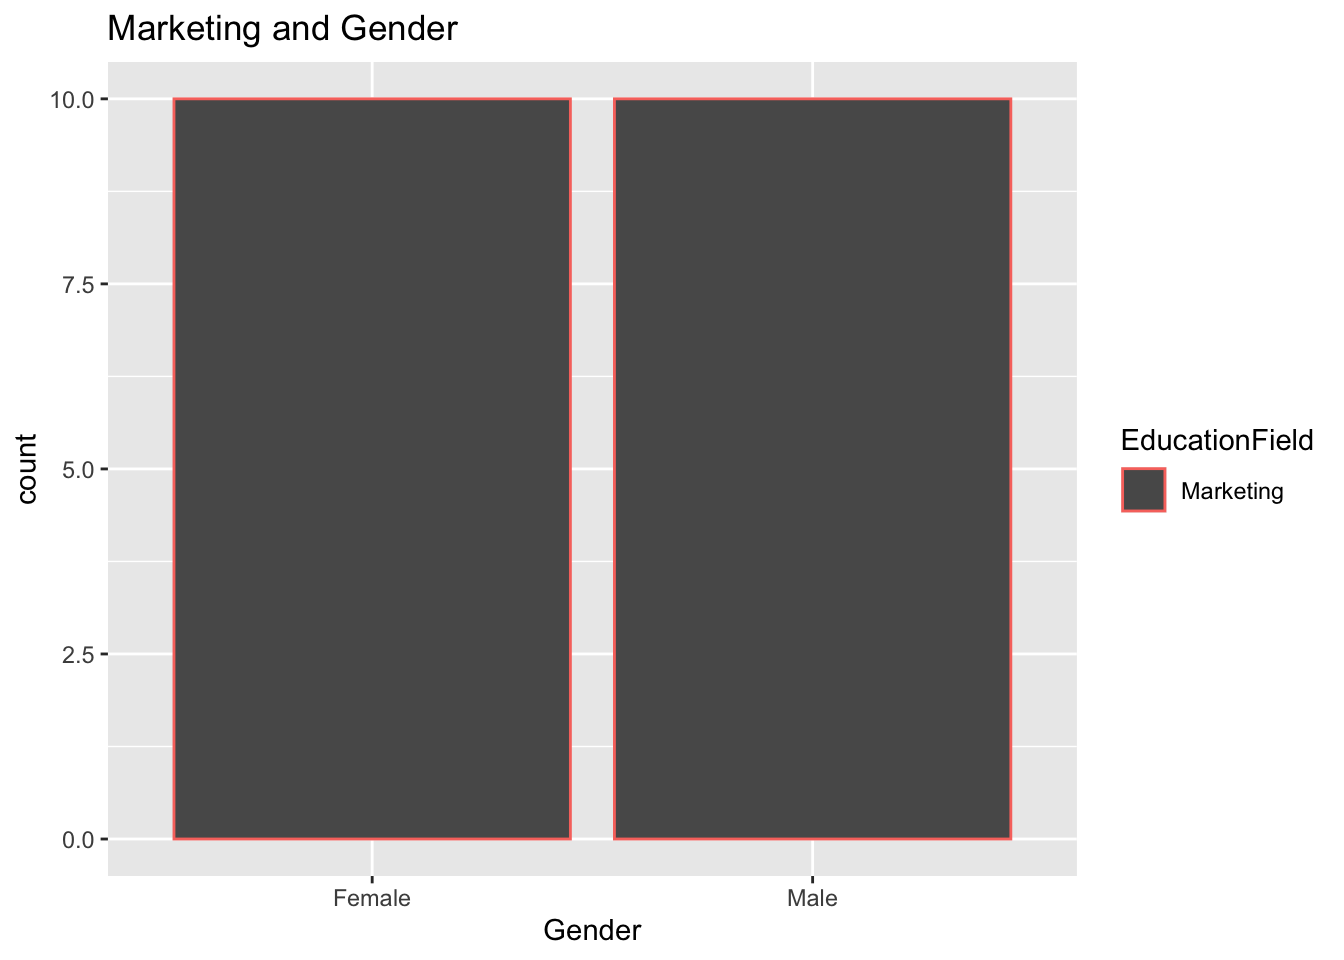 Marketing and Gender
10.0
7.5
5.0
2.5
0.0
count
Female
Male
Gender
EducationField
Marketing